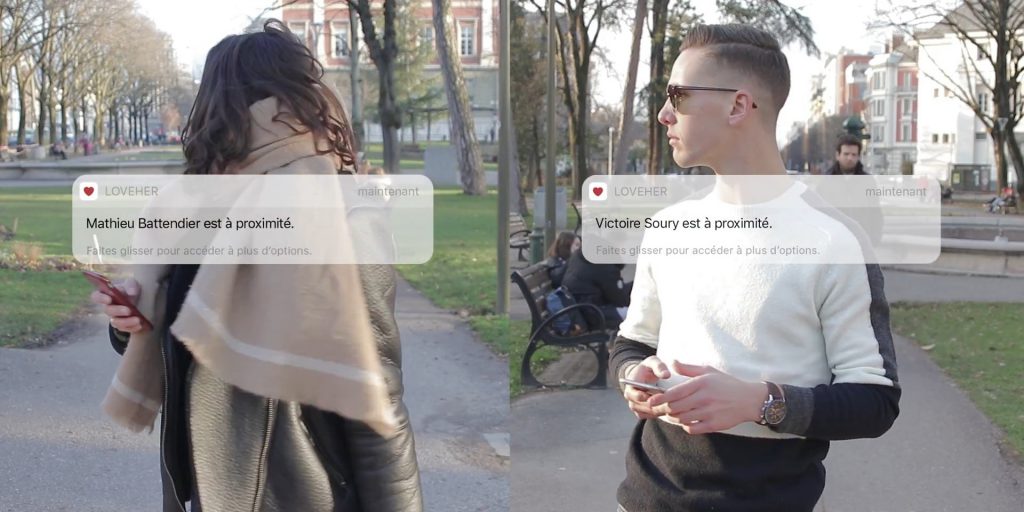 LOVEHER maintenant
Mathieu Battendier est à proximité.
Faites glisser pour accéder à plus d'options.
LOVEHER maintenant
Victoire Soury est à proximité.
Faites glisser pour accéder à plus d'options.